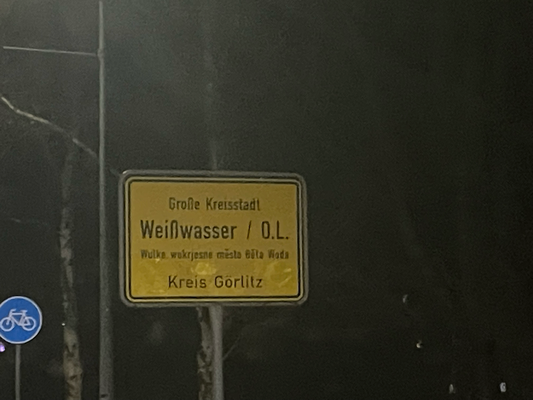 Große Kreisstadt
Weißwasser / O.L.
Wulke wokrjesne město Běła Woda
Kreis Görlitz